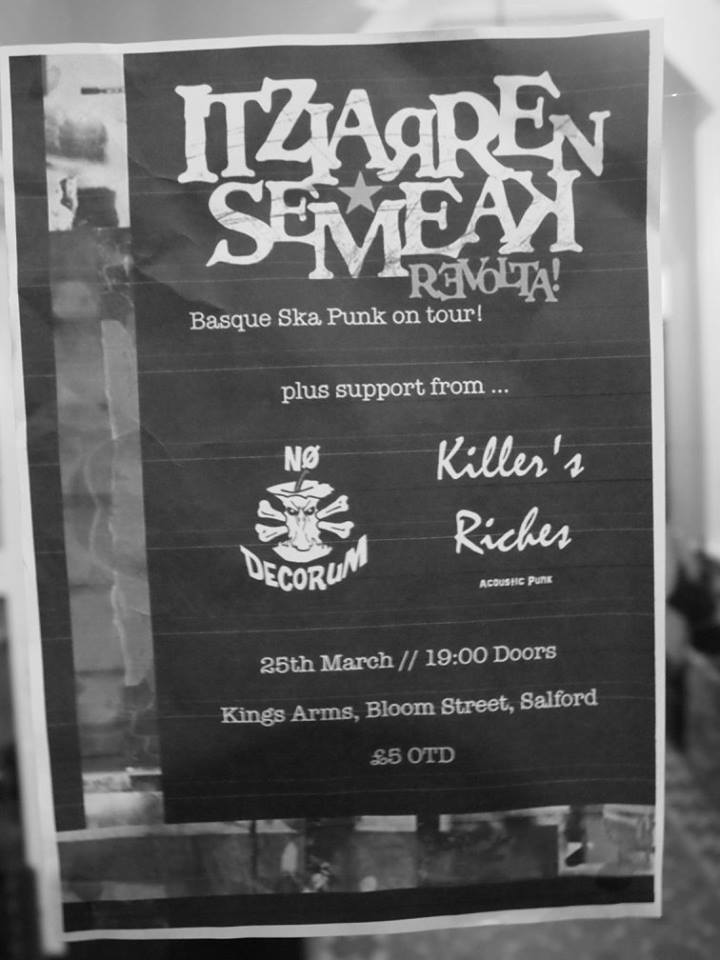 ITZIARREN
SEMEAK
REVOLTA!
Basque Ska Punk on tour!
plus support from ...
NØ
DECORUM
Killer's
Riches
Acoustic Punk
25th March // 19:00 Doors
Kings Arms, Bloom Street, Salford
£5 OTD